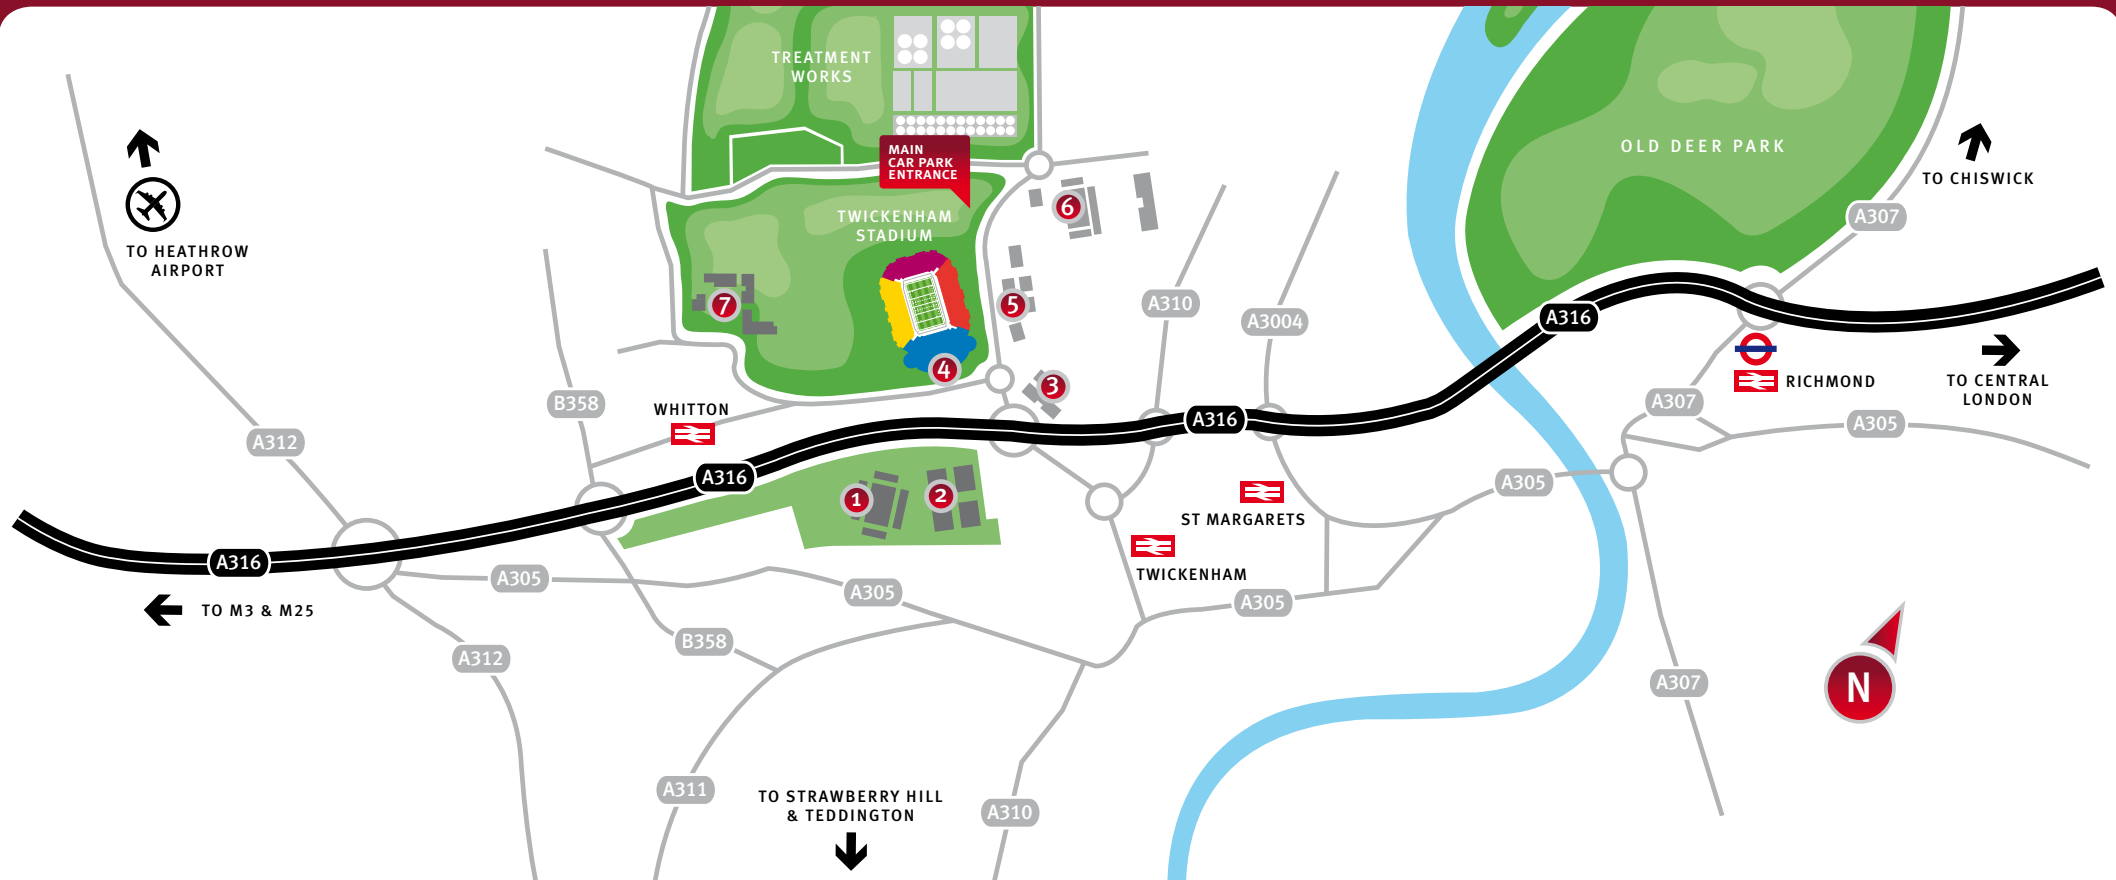 TREATMENT
WORKS
MAIN
CAR PARK
ENTRANCE
OLD DEER PARK
TO CHISWICK
TO HEATHROW
AIRPORT
TWICKENHAM
STADIUM
6
A307
7
5
A310
A3004
A316
4
3
RICHMOND
TO CENTRAL
LONDON
B358
WHITTON
A316
A307
A305
A312
A316
1
2
A305
ST MARGARETS
A316
TWICKENHAM
A305
A305
A305
TO M3 & M25
B358
A312
A307
N
A311
TO STRAWBERRY HILL
& TEDDINGTON
A310